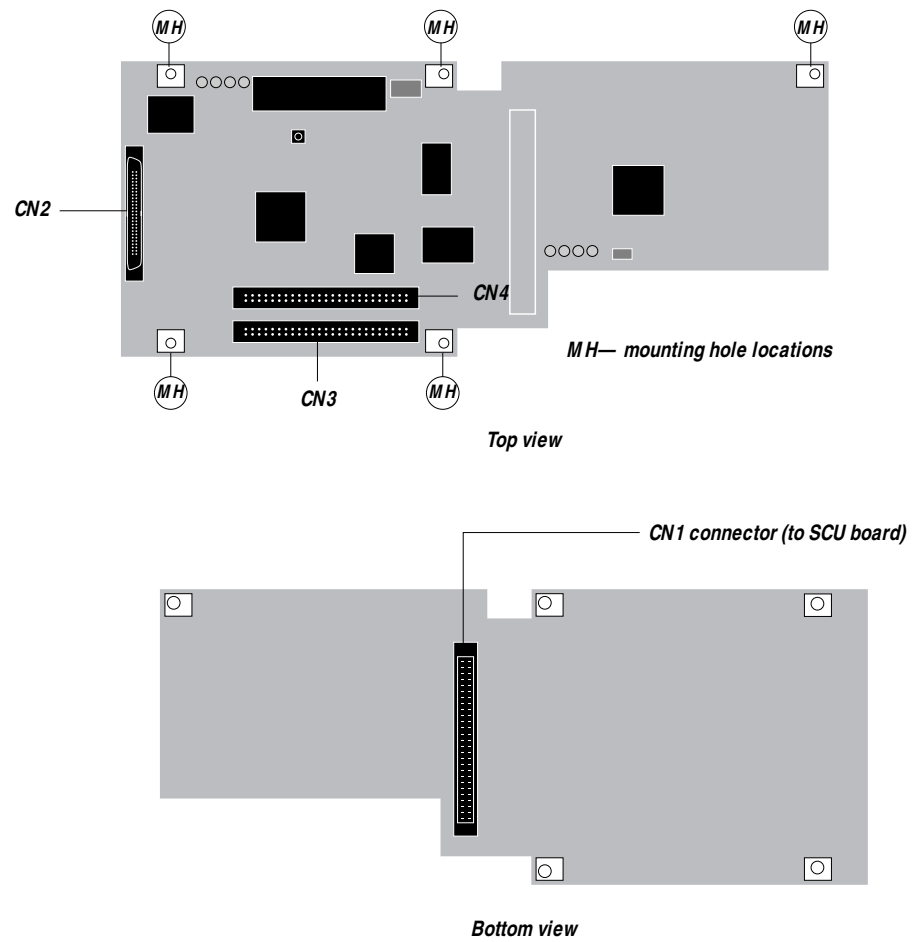 MH MH MH
CN2
CN4
MH— mounting hole locations
MH CN3 MH
Top view
CN1 connector (to SCU board)
Bottom view